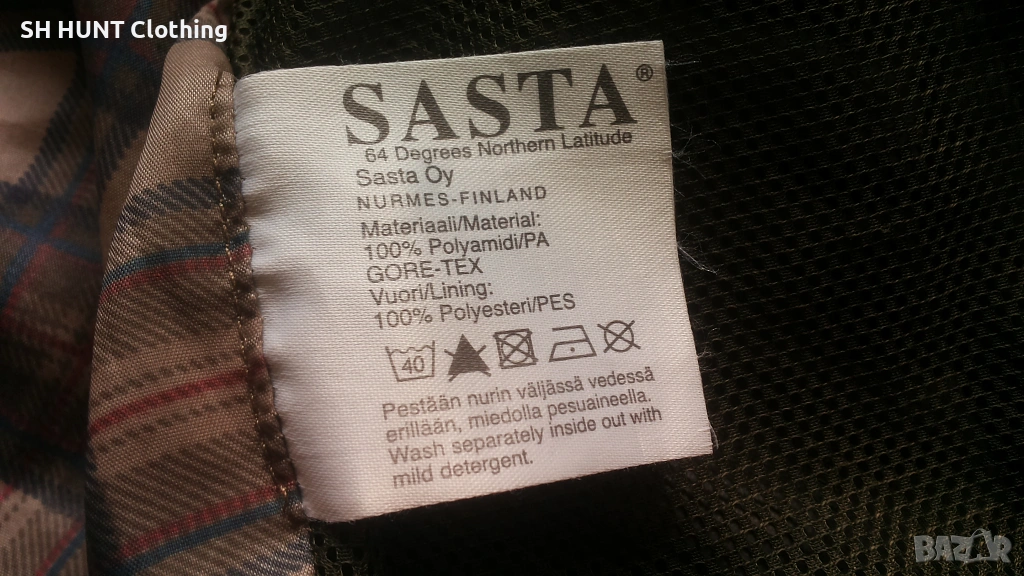 SH HUNT Clothing
SASTA®
64 Degrees Northern Latitude
Sasta Oy
NURMES-FINLAND
Materiaali/Material:
100% Polyamidi/PA
GORE-TEX
Vuori/Lining:
100% Polyesteri/PES
40
Pestään nurin väljässä vedessä
erillään, miedolla pesuaineella.
Wash separately inside out with
mild detergent.
BAZAR